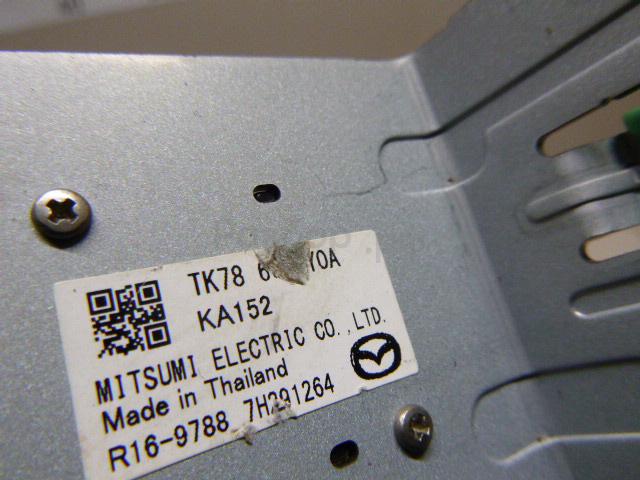 TK78
KA152
MITSUMI ELECTRIC CO.,LTD.
Made in Thailand
R16-9788